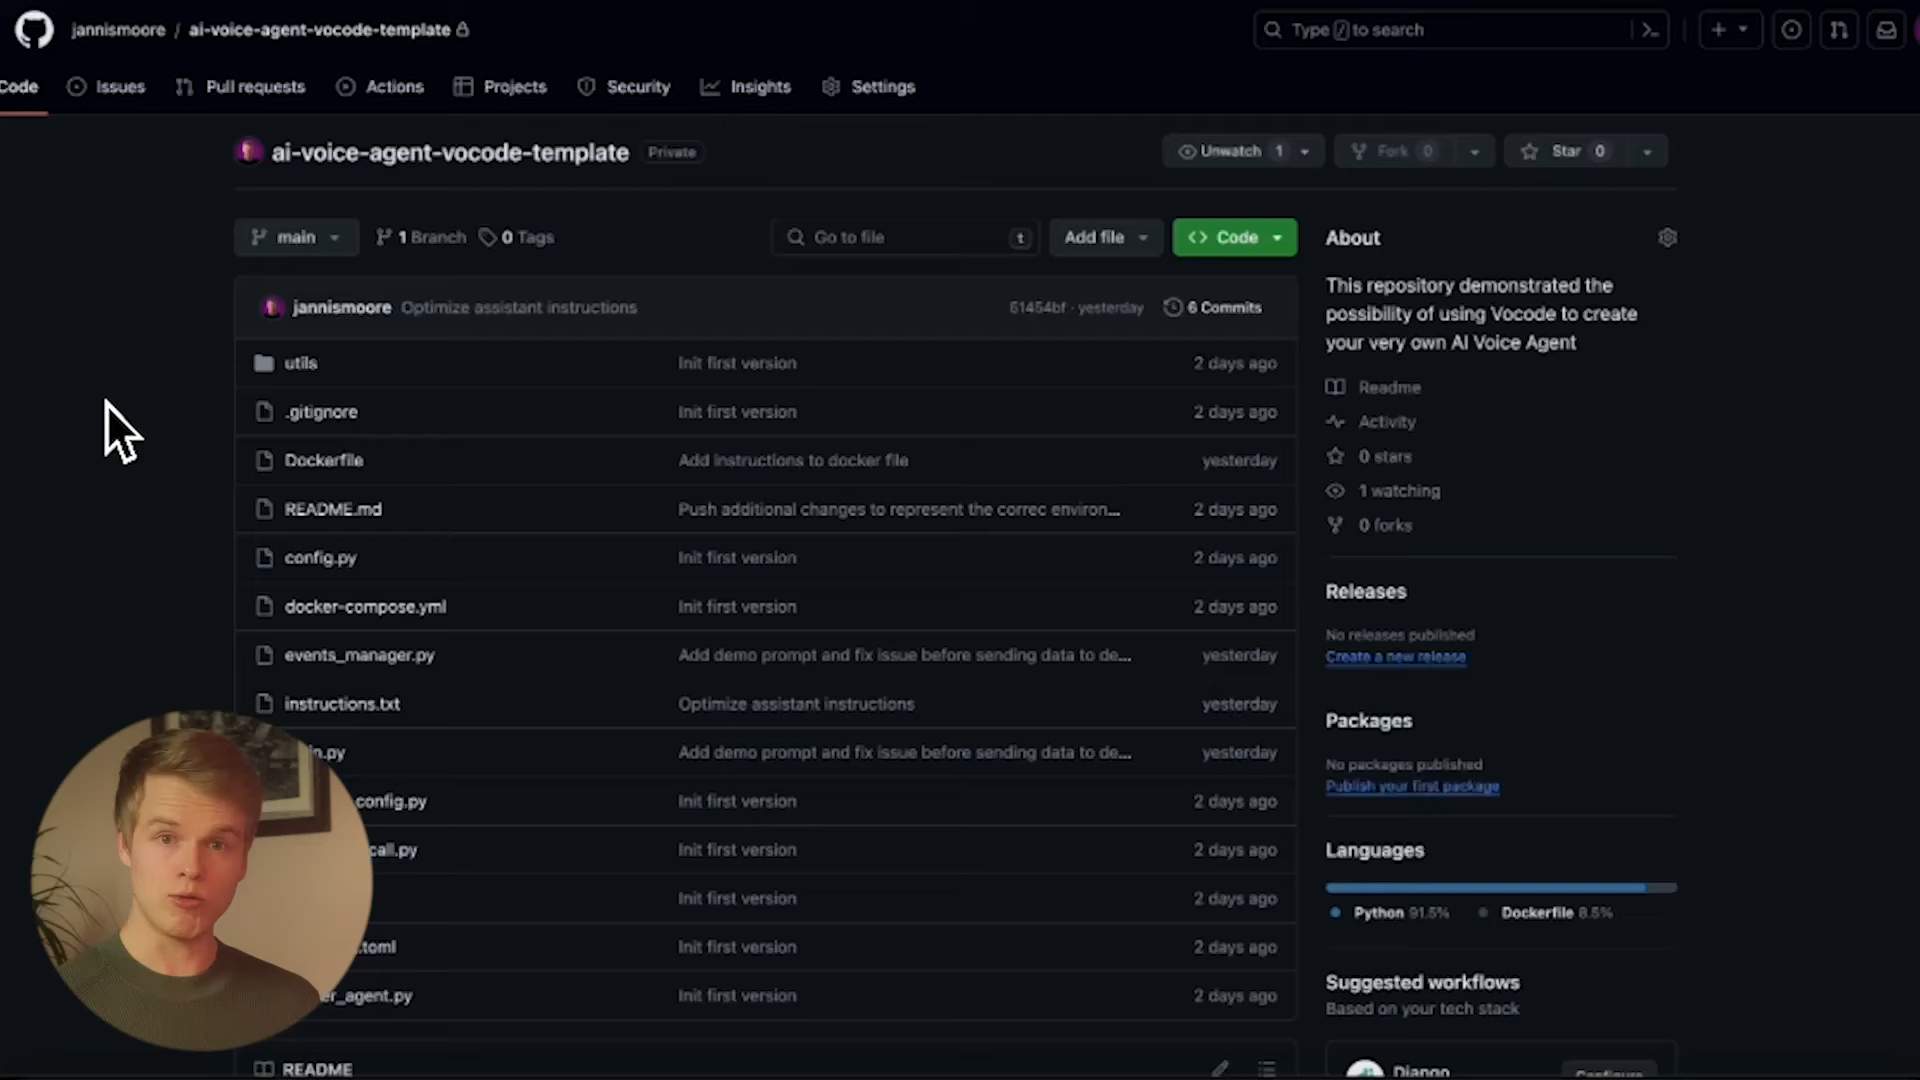 jannismoore / ai-voice-agent-vocode-template
Type / to search
Code Issues Pull requests Actions Projects Security Insights Settings
ai-voice-agent-vocode-template Private
Unwatch 1 Fork 0 Star 0
main 1 Branch 0 Tags Go to file t Add file Code
jannismoore Optimize assistant instructions 61454bf · yesterday 6 Commits
utils Init first version 2 days ago
.gitignore Init first version 2 days ago
Dockerfile Add instructions to docker file yesterday
README.md Push additional changes to represent the correc environ... 2 days ago
config.py Init first version 2 days ago
docker-compose.yml Init first version 2 days ago
events_manager.py Add demo prompt and fix issue before sending data to de... yesterday
instructions.txt Optimize assistant instructions yesterday
n.py Add demo prompt and fix issue before sending data to de... yesterday
config.py Init first version 2 days ago
call.py Init first version 2 days ago
Init first version 2 days ago
.toml Init first version 2 days ago
er_agent.py Init first version 2 days ago
README
About
This repository demonstrated the
possibility of using Vocode to create
your very own AI Voice Agent
Readme
Activity
0 stars
1 watching
0 forks
Releases
No releases published
Create a new release
Packages
No packages published
Publish your first package
Languages
Python 91.5% Dockerfile 8.5%
Suggested workflows
Based on your tech stack
Django Configure